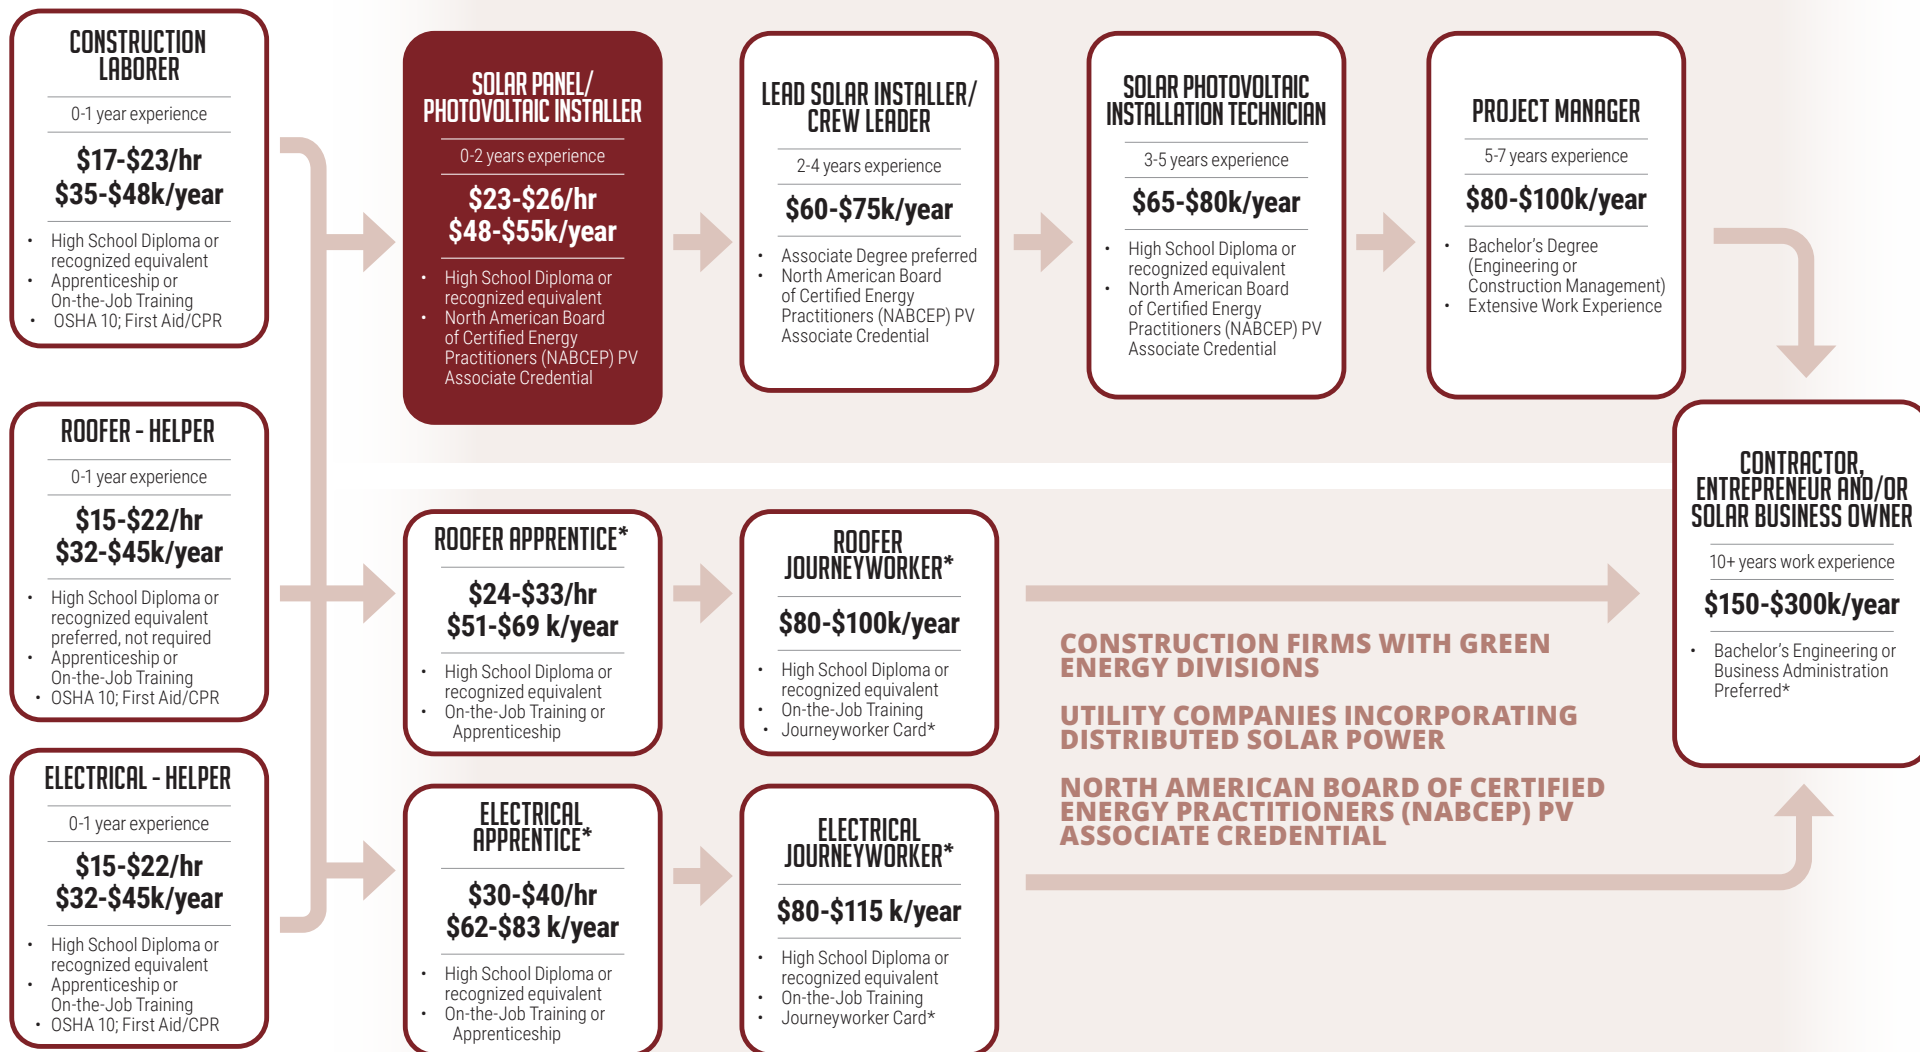 CONSTRUCTION
LABORER
0-1 year experience
$17-$23/hr
$35-$48k/year
• High School Diploma or
recognized equivalent
• Apprenticeship or
On-the-Job Training
• OSHA 10; First Aid/CPR
ROOFER - HELPER
0-1 year experience
$15-$22/hr
$32-$45k/year
• High School Diploma or
recognized equivalent
preferred, not required
• Apprenticeship or
On-the-Job Training
• OSHA 10; First Aid/CPR
ELECTRICAL - HELPER
0-1 year experience
$15-$22/hr
$32-$45k/year
• High School Diploma or
recognized equivalent
• Apprenticeship or
On-the-Job Training
• OSHA 10; First Aid/CPR
SOLAR PANEL/
PHOTOVOLTAIC INSTALLER
0-2 years experience
$23-$26/hr
$48-$55k/year
• High School Diploma or
recognized equivalent
• North American Board
of Certified Energy
Practitioners (NABCEP) PV
Associate Credential
LEAD SOLAR INSTALLER/
CREW LEADER
2-4 years experience
$60-$75k/year
• Associate Degree preferred
• North American Board
of Certified Energy
Practitioners (NABCEP) PV
Associate Credential
SOLAR PHOTOVOLTAIC
INSTALLATION TECHNICIAN
3-5 years experience
$65-$80k/year
• High School Diploma or
recognized equivalent
• North American Board
of Certified Energy
Practitioners (NABCEP) PV
Associate Credential
PROJECT MANAGER
5-7 years experience
$80-$100k/year
• Bachelor's Degree
(Engineering or
Construction Management)
• Extensive Work Experience
ROOFER APPRENTICE*
$24-$33/hr
$51-$69 k/year
• High School Diploma or
recognized equivalent
• On-the-Job Training or
Apprenticeship
ROOFER
JOURNEYWORKER*
$80-$100k/year
• High School Diploma or
recognized equivalent
• On-the-Job Training
• Journeyworker Card*
ELECTRICAL
APPRENTICE*
$30-$40/hr
$62-$83 k/year
• High School Diploma or
recognized equivalent
• On-the-Job Training or
Apprenticeship
ELECTRICAL
JOURNEYWORKER*
$80-$115 k/year
• High School Diploma or
recognized equivalent
• On-the-Job Training
• Journeyworker Card*
CONSTRUCTION FIRMS WITH GREEN
ENERGY DIVISIONS
UTILITY COMPANIES INCORPORATING
DISTRIBUTED SOLAR POWER
NORTH AMERICAN BOARD OF CERTIFIED
ENERGY PRACTITIONERS (NABCEP) PV
ASSOCIATE CREDENTIAL
CONTRACTOR,
ENTREPRENEUR AND/OR
SOLAR BUSINESS OWNER
10+ years work experience
$150-$300k/year
• Bachelor's Engineering or
Business Administration
Preferred*